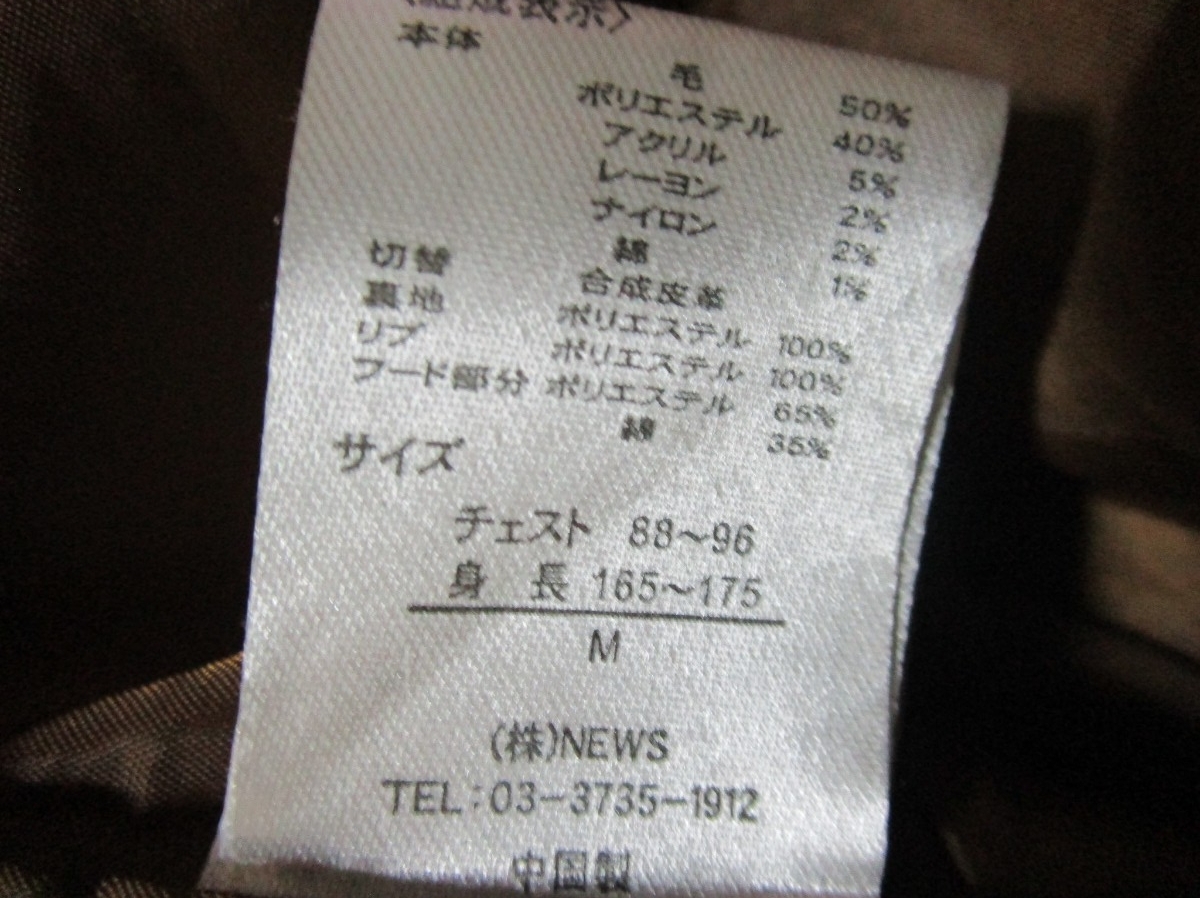 〈組成表示〉
本体
毛 50%
ポリエステル 40%
アクリル 5%
レーヨン 2%
ナイロン 2%
綿 1%
切替 合成皮革
裏地 ポリエステル 100%
リブ ポリエステル 100%
フード部分 ポリエステル 65%
綿 35%
サイズ
チェスト 88～96
身長 165～175
M
(株)NEWS
TEL:03-3735-1912
中国製